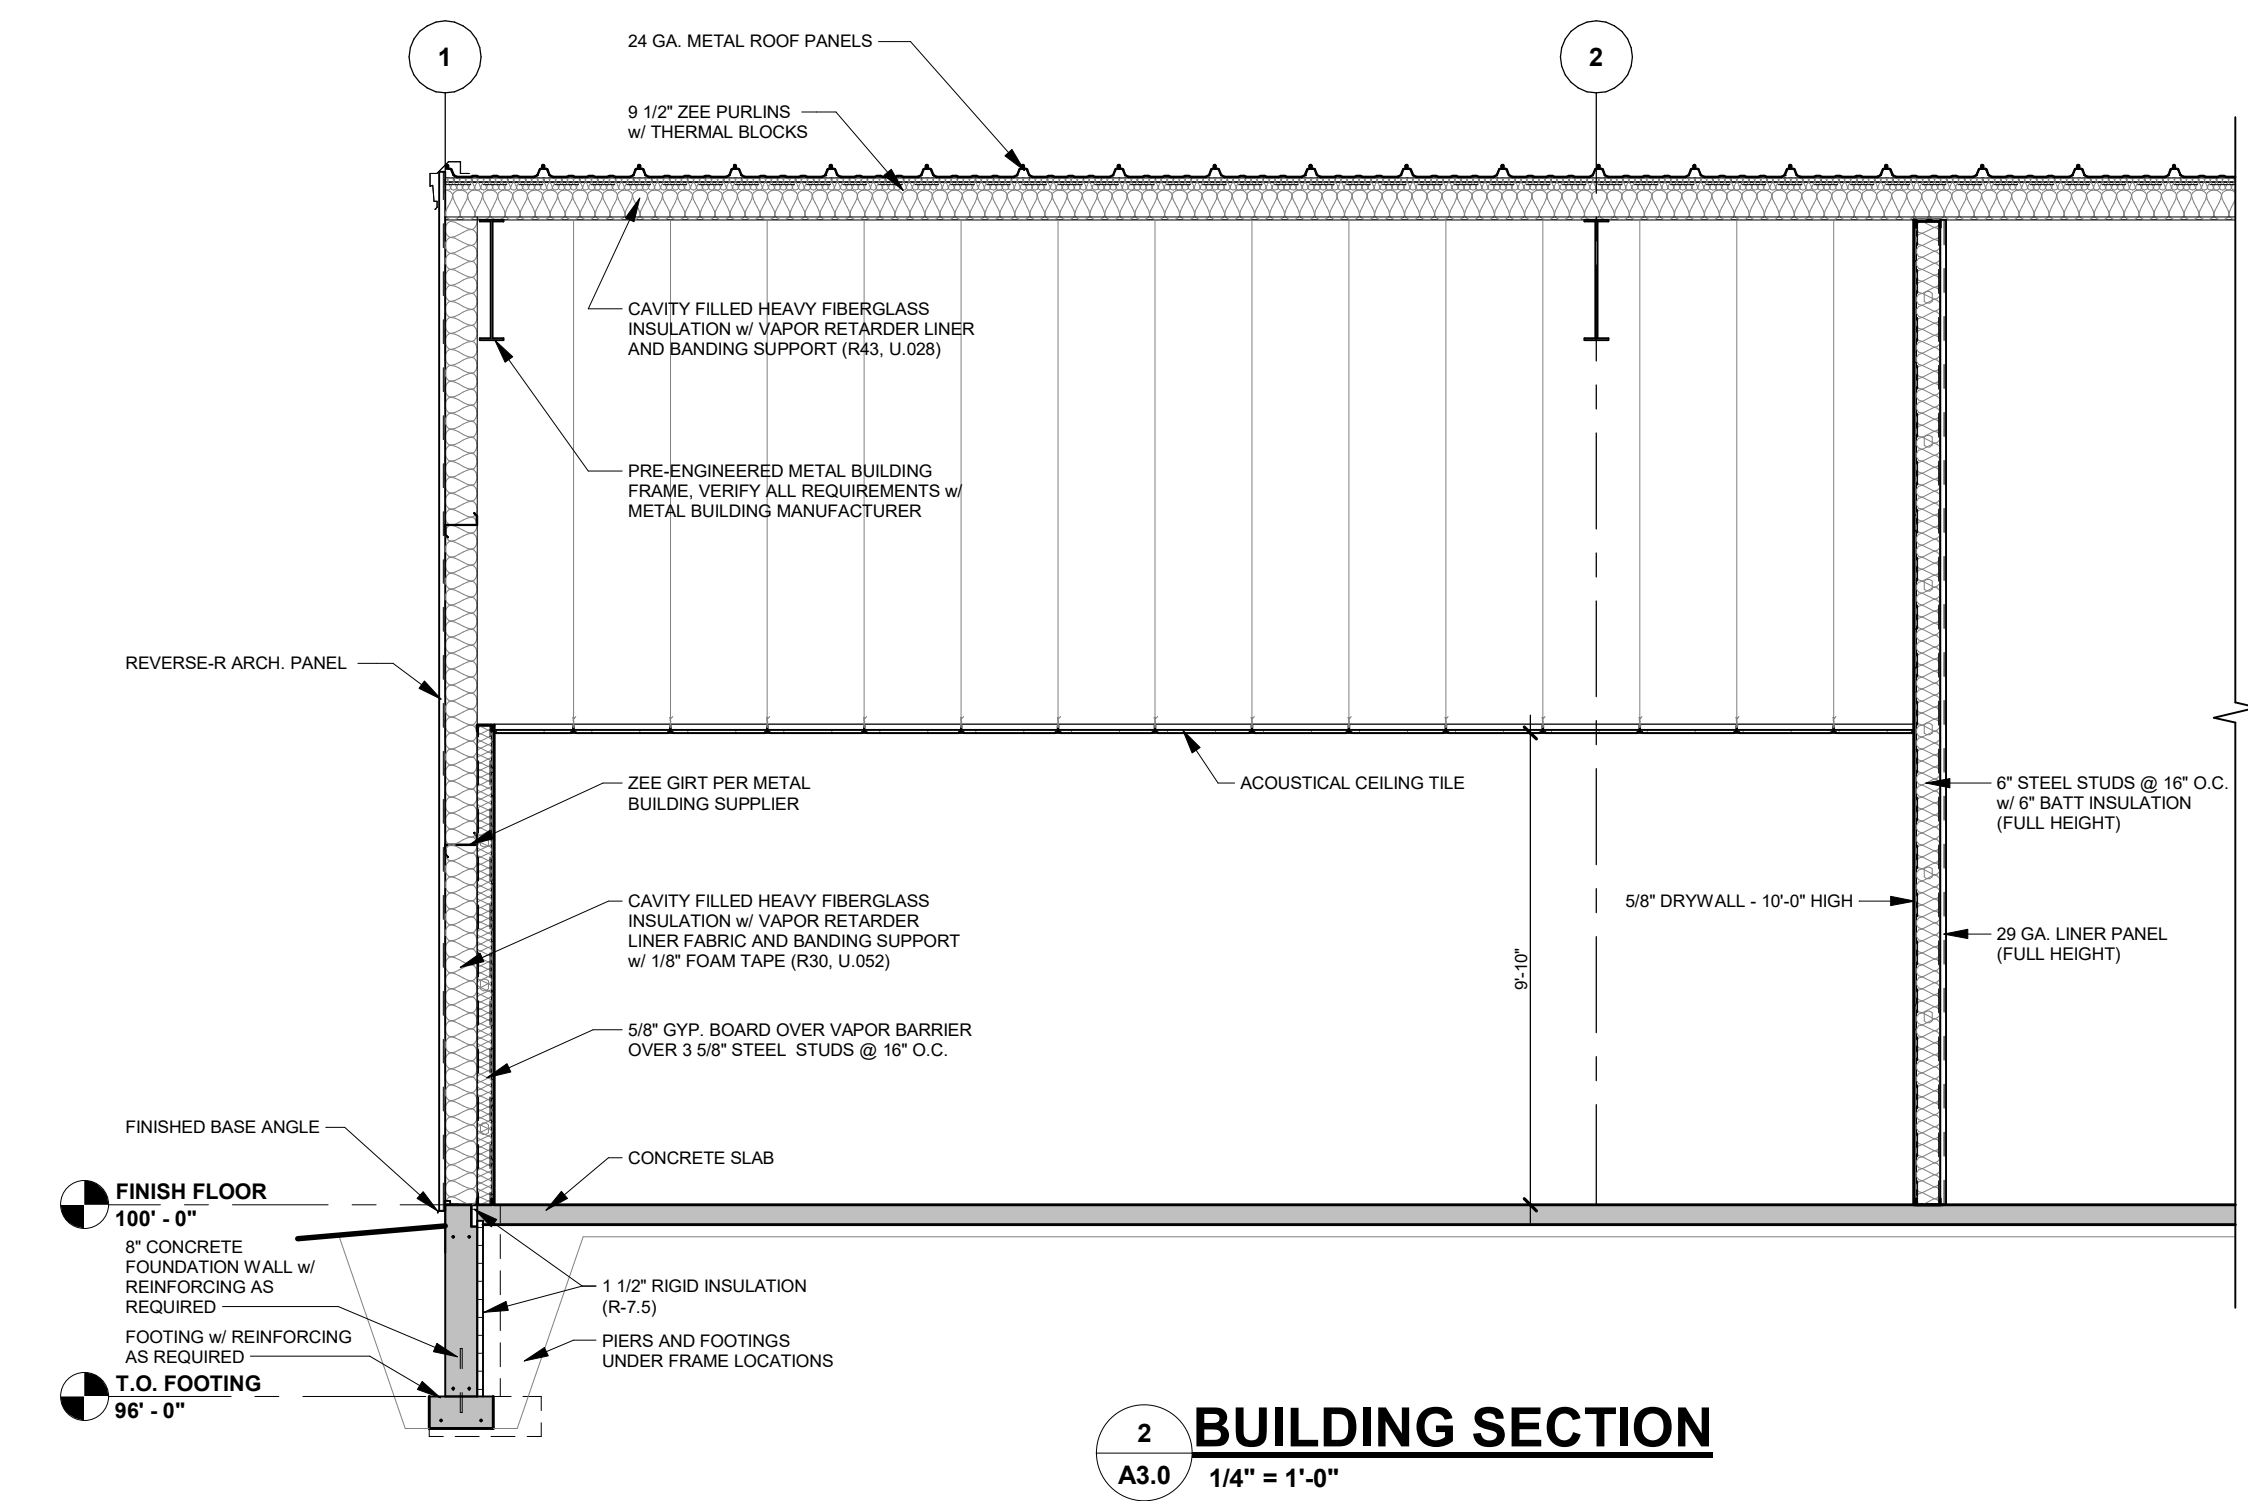 1
2
24 GA. METAL ROOF PANELS
9 1/2" ZEE PURLINS
w/ THERMAL BLOCKS
CAVITY FILLED HEAVY FIBERGLASS
INSULATION w/ VAPOR RETARDER LINER
AND BANDING SUPPORT (R43, U.028)
PRE-ENGINEERED METAL BUILDING
FRAME, VERIFY ALL REQUIREMENTS w/
METAL BUILDING MANUFACTURER
REVERSE-R ARCH. PANEL
ZEE GIRT PER METAL
BUILDING SUPPLIER
ACOUSTICAL CEILING TILE
6" STEEL STUDS @ 16" O.C.
w/ 6" BATT INSULATION
(FULL HEIGHT)
CAVITY FILLED HEAVY FIBERGLASS
INSULATION w/ VAPOR RETARDER
LINER FABRIC AND BANDING SUPPORT
w/ 1/8" FOAM TAPE (R30, U.052)
5/8" DRYWALL - 10'-0" HIGH
29 GA. LINER PANEL
(FULL HEIGHT)
9'-10"
5/8" GYP. BOARD OVER VAPOR BARRIER
OVER 3 5/8" STEEL STUDS @ 16" O.C.
FINISHED BASE ANGLE
CONCRETE SLAB
FINISH FLOOR
100' - 0"
8" CONCRETE
FOUNDATION WALL w/
REINFORCING AS
REQUIRED
1 1/2" RIGID INSULATION
(R-7.5)
FOOTING w/ REINFORCING
AS REQUIRED
PIERS AND FOOTINGS
UNDER FRAME LOCATIONS
T.O. FOOTING
96' - 0"
2
A3.0
BUILDING SECTION
1/4" = 1'-0"